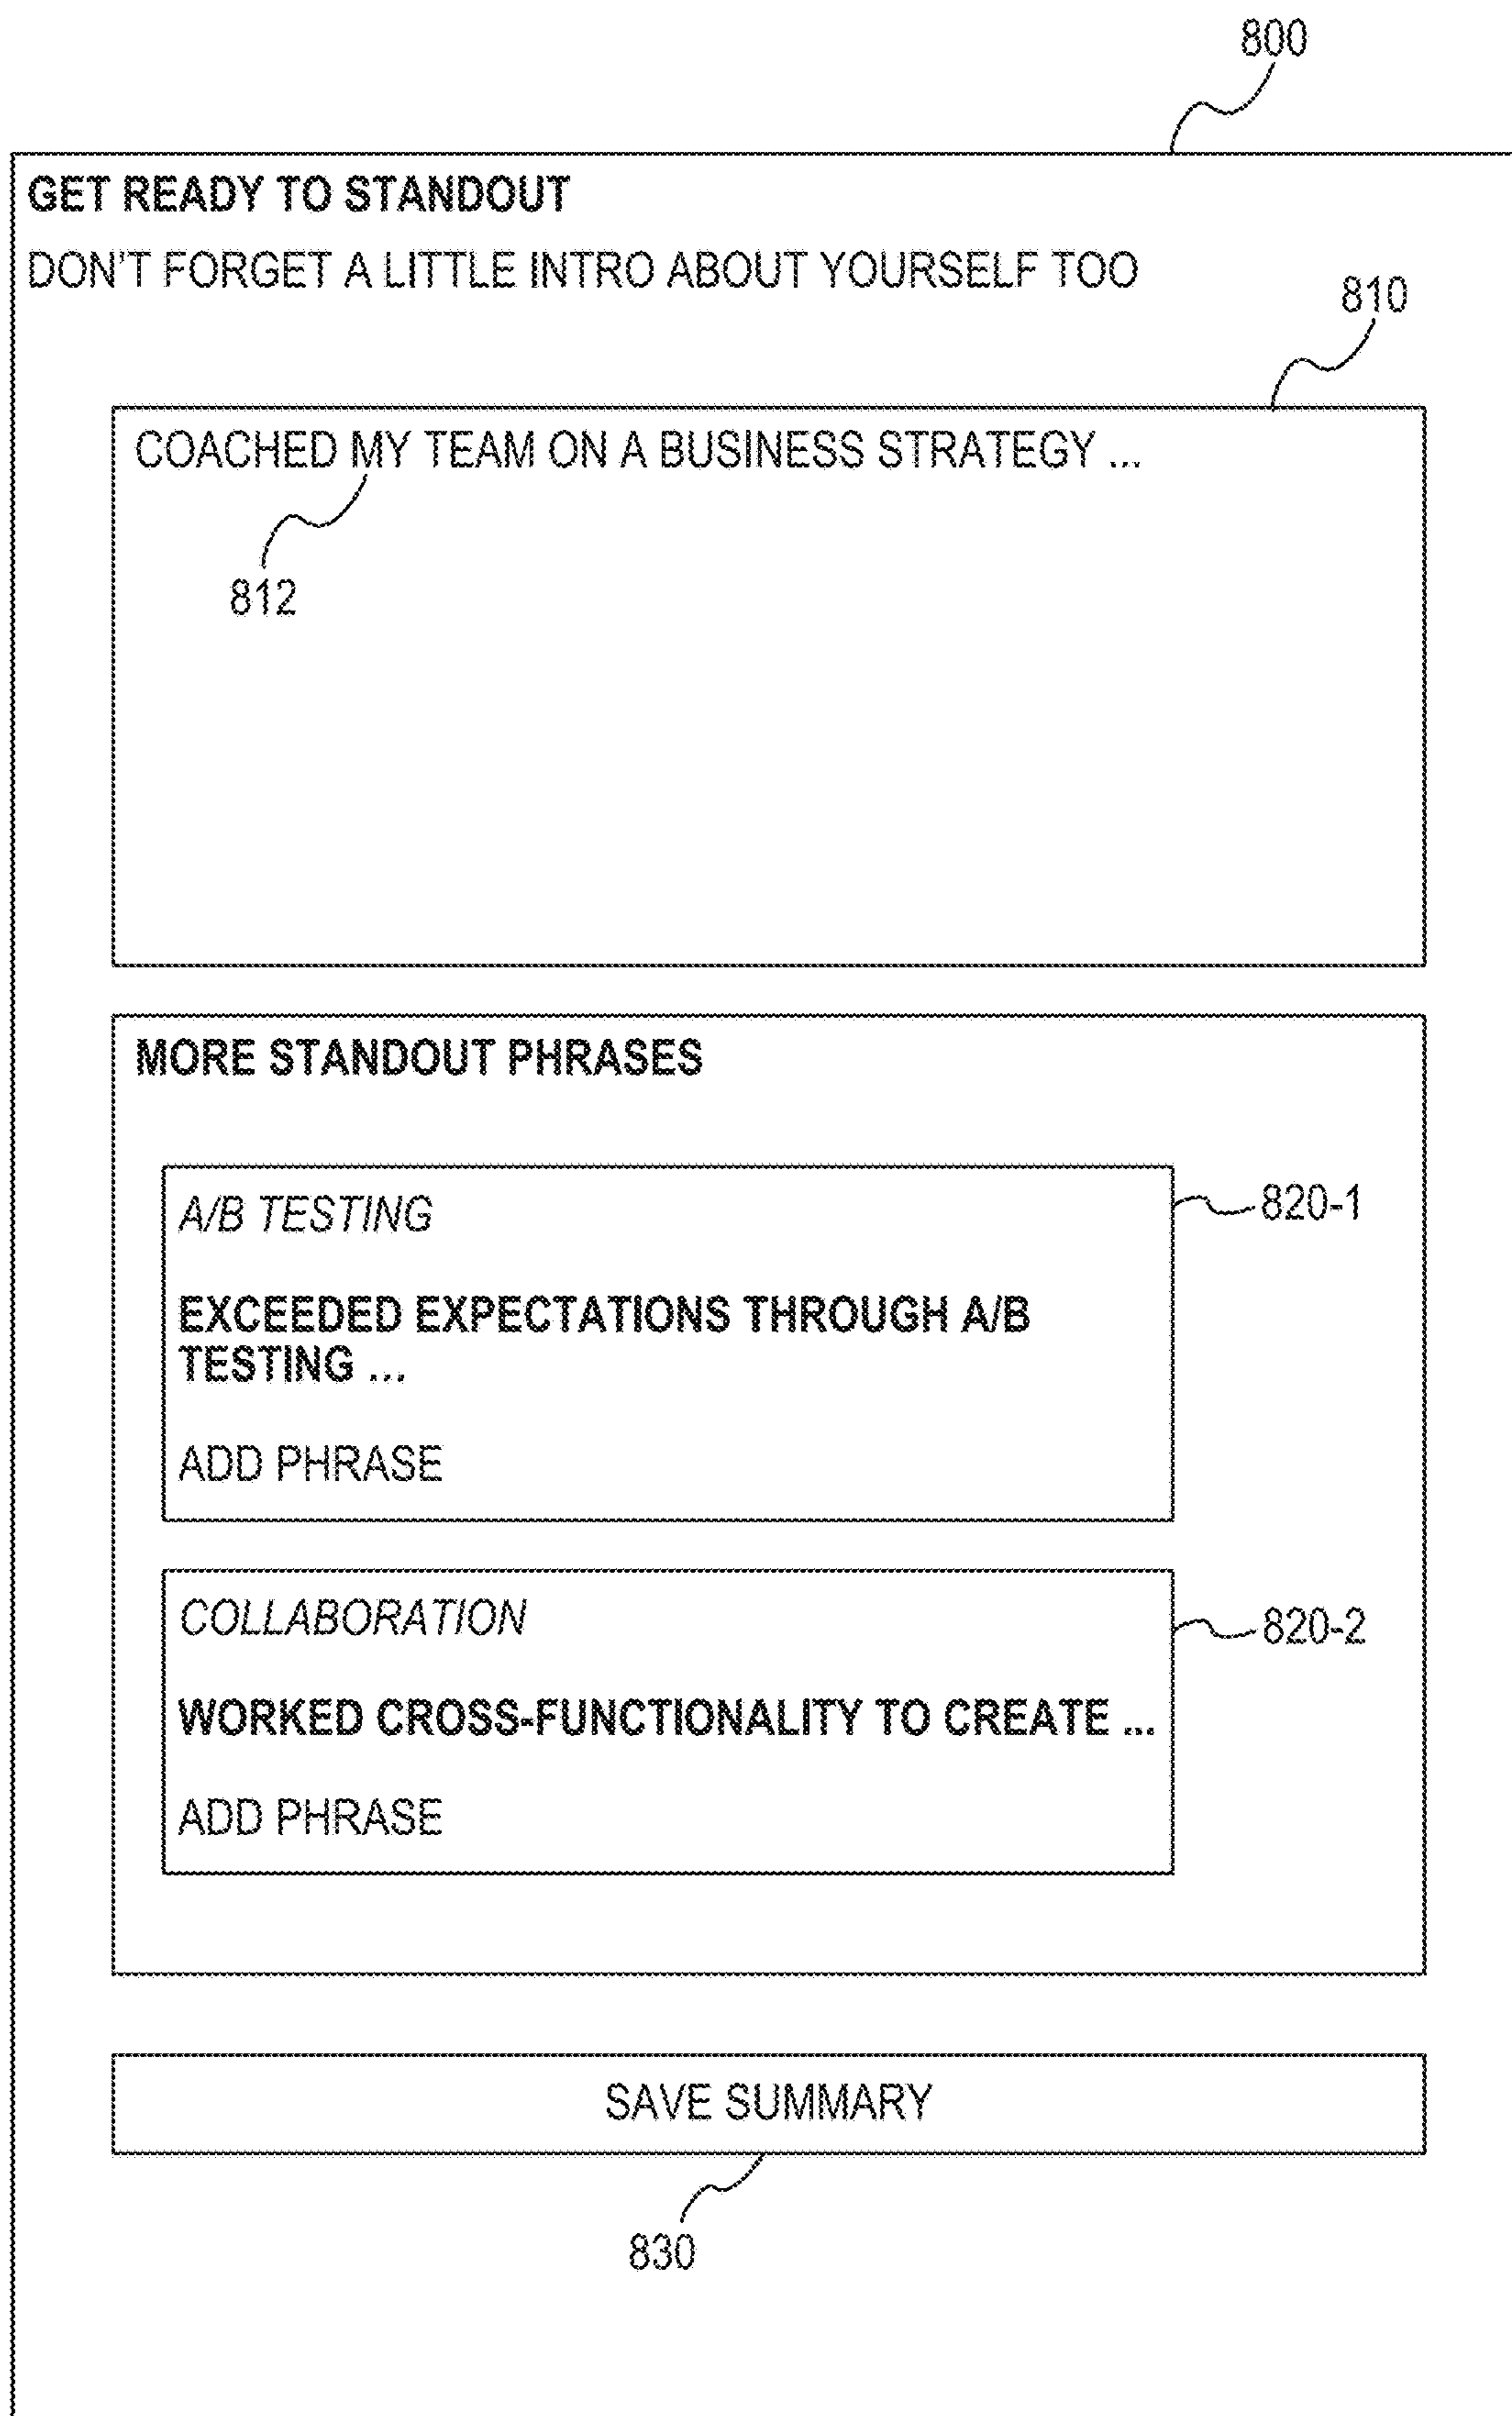 800
GET READY TO STANDOUT
DON'T FORGET A LITTLE INTRO ABOUT YOURSELF TOO
810
COACHED MY TEAM ON A BUSINESS STRATEGY ...
812
MORE STANDOUT PHRASES
A/B TESTING
820-1
EXCEEDED EXPECTATIONS THROUGH A/B
TESTING ...
ADD PHRASE
COLLABORATION
820-2
WORKED CROSS-FUNCTIONALITY TO CREATE ...
ADD PHRASE
SAVE SUMMARY
830